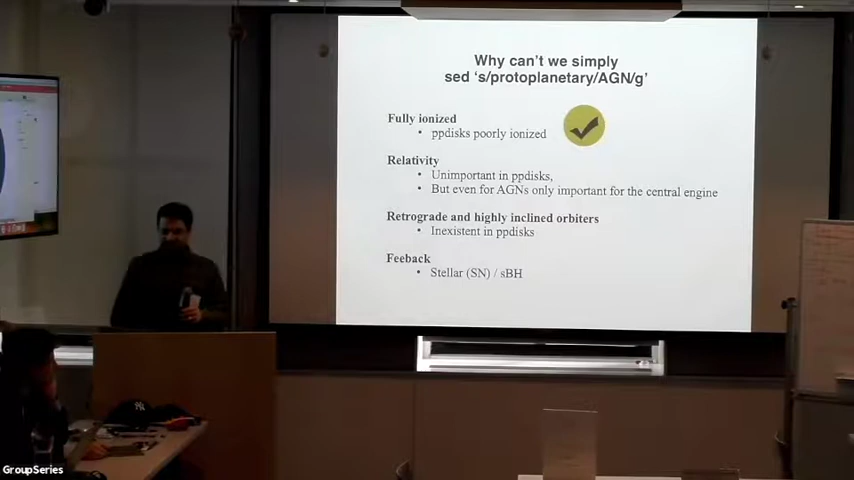 Why can't we simply
sed 's/protoplanetary/AGN/g'
Fully ionized
• ppdisks poorly ionized
Relativity
• Unimportant in ppdisks,
• But even for AGNs only important for the central engine
Retrograde and highly inclined orbiters
• Inexistent in ppdisks
Feeback
• Stellar (SN) / sBH
GroupSeries